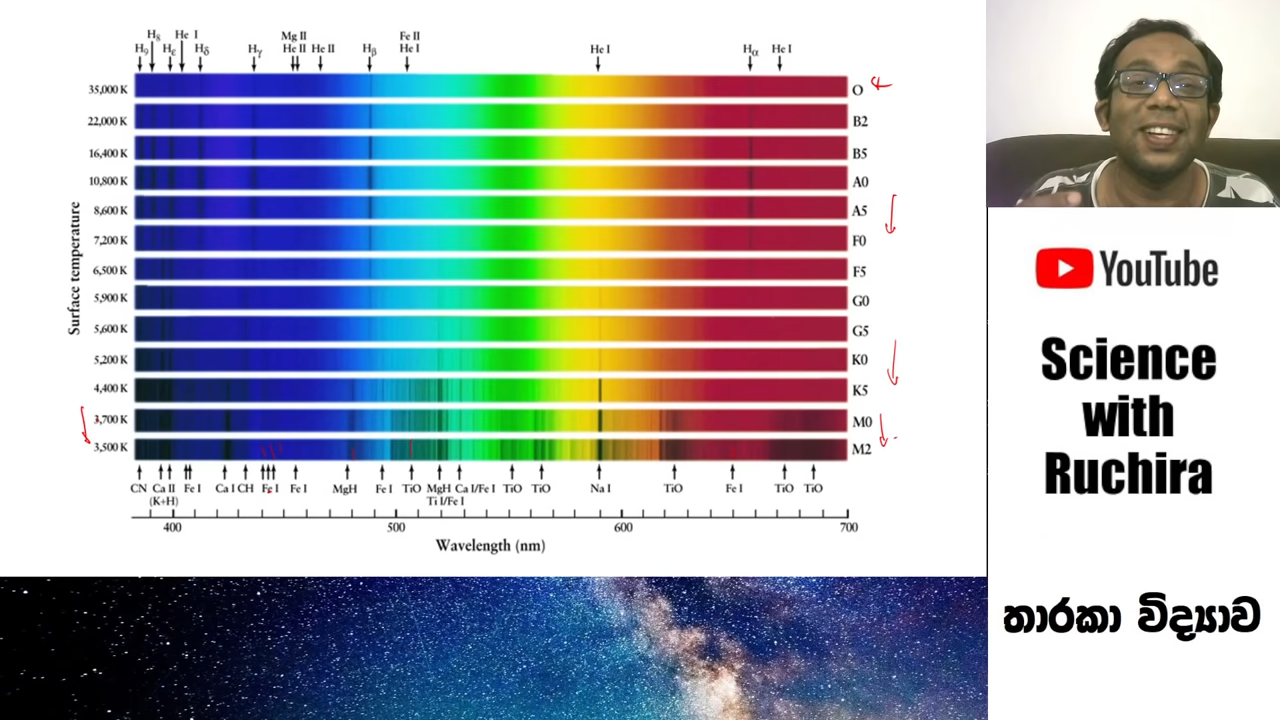 Mg II Fe II
H₈ He I
H₉ Hε Hδ Hγ He II He II Hβ He I He I Hα He I
35,000 K O
22,000 K B2
16,400 K B5
10,800 K A0
8,600 K A5
7,200 K F0
6,500 K F5
5,900 K G0
5,600 K G5
5,200 K K0
4,400 K K5
3,700 K M0
3,500 K M2
Surface temperature
CN Ca II Fe I Ca I CH Fe I Fe I MgH Fe I TiO MgH Ca I/Fe I TiO TiO Na I TiO Fe I TiO TiO
(K+H) Ti I/Fe I
400 500 600 700
Wavelength (nm)
YouTube
Science
with
Ruchira
තාරකා විද්‍යාව